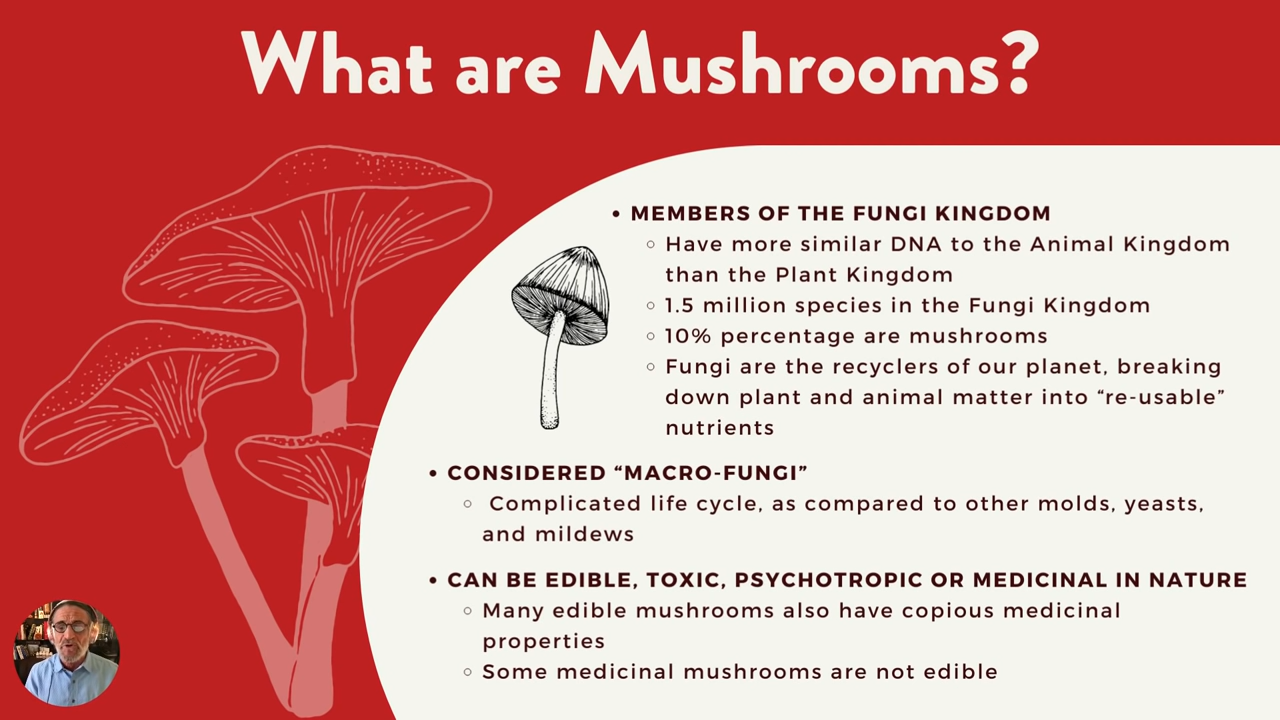 What are Mushrooms?
• MEMBERS OF THE FUNGI KINGDOM
◦ Have more similar DNA to the Animal Kingdom
than the Plant Kingdom
◦ 1.5 million species in the Fungi Kingdom
◦ 10% percentage are mushrooms
◦ Fungi are the recyclers of our planet, breaking
down plant and animal matter into “re-usable”
nutrients
• CONSIDERED “MACRO-FUNGI”
◦ Complicated life cycle, as compared to other molds, yeasts,
and mildews
• CAN BE EDIBLE, TOXIC, PSYCHOTROPIC OR MEDICINAL IN NATURE
◦ Many edible mushrooms also have copious medicinal
properties
◦ Some medicinal mushrooms are not edible